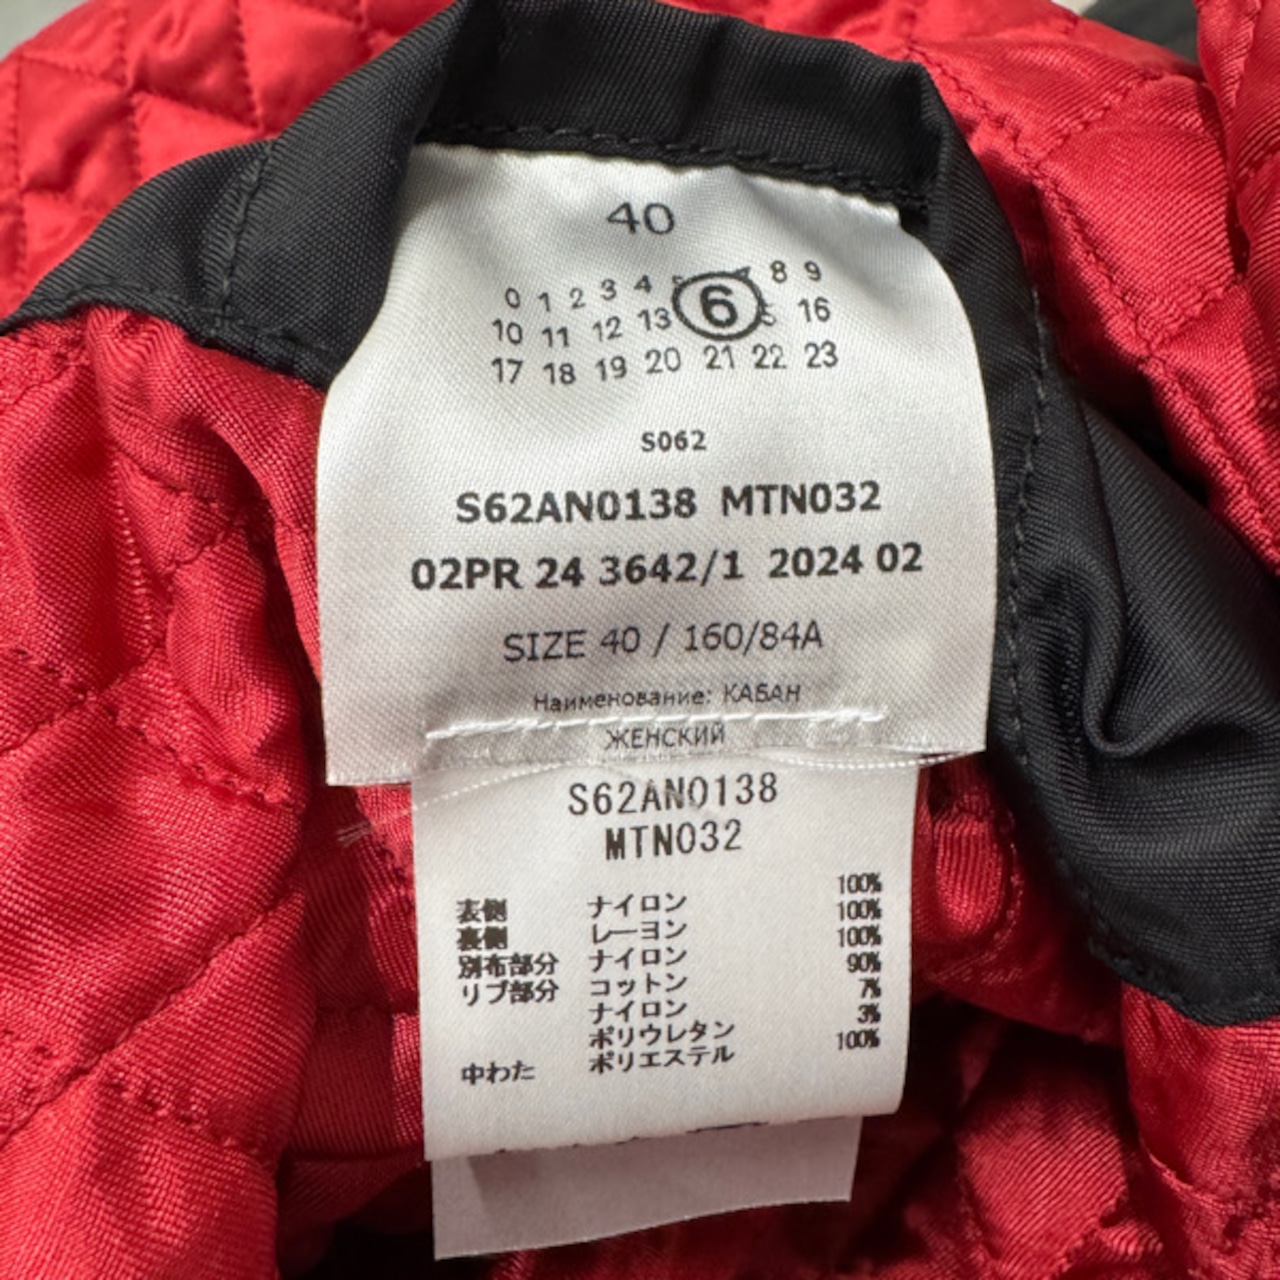 40
0 1 2 3 4 8 9
10 11 12 13 6 16
17 18 19 20 21 22 23
S062
S62AN0138 MTN032
02PR 24 3642/1 2024 02
SIZE 40 / 160/84A
Наименование: КАБАН
ЖЕНСКИЙ
S62AN0138
MTN032
表側 ナイロン 100%
裏側 レーヨン 100%
別布部分 ナイロン 100%
リブ部分 コットン 90%
ナイロン 7%
ポリウレタン 3%
中わた ポリエステル 100%